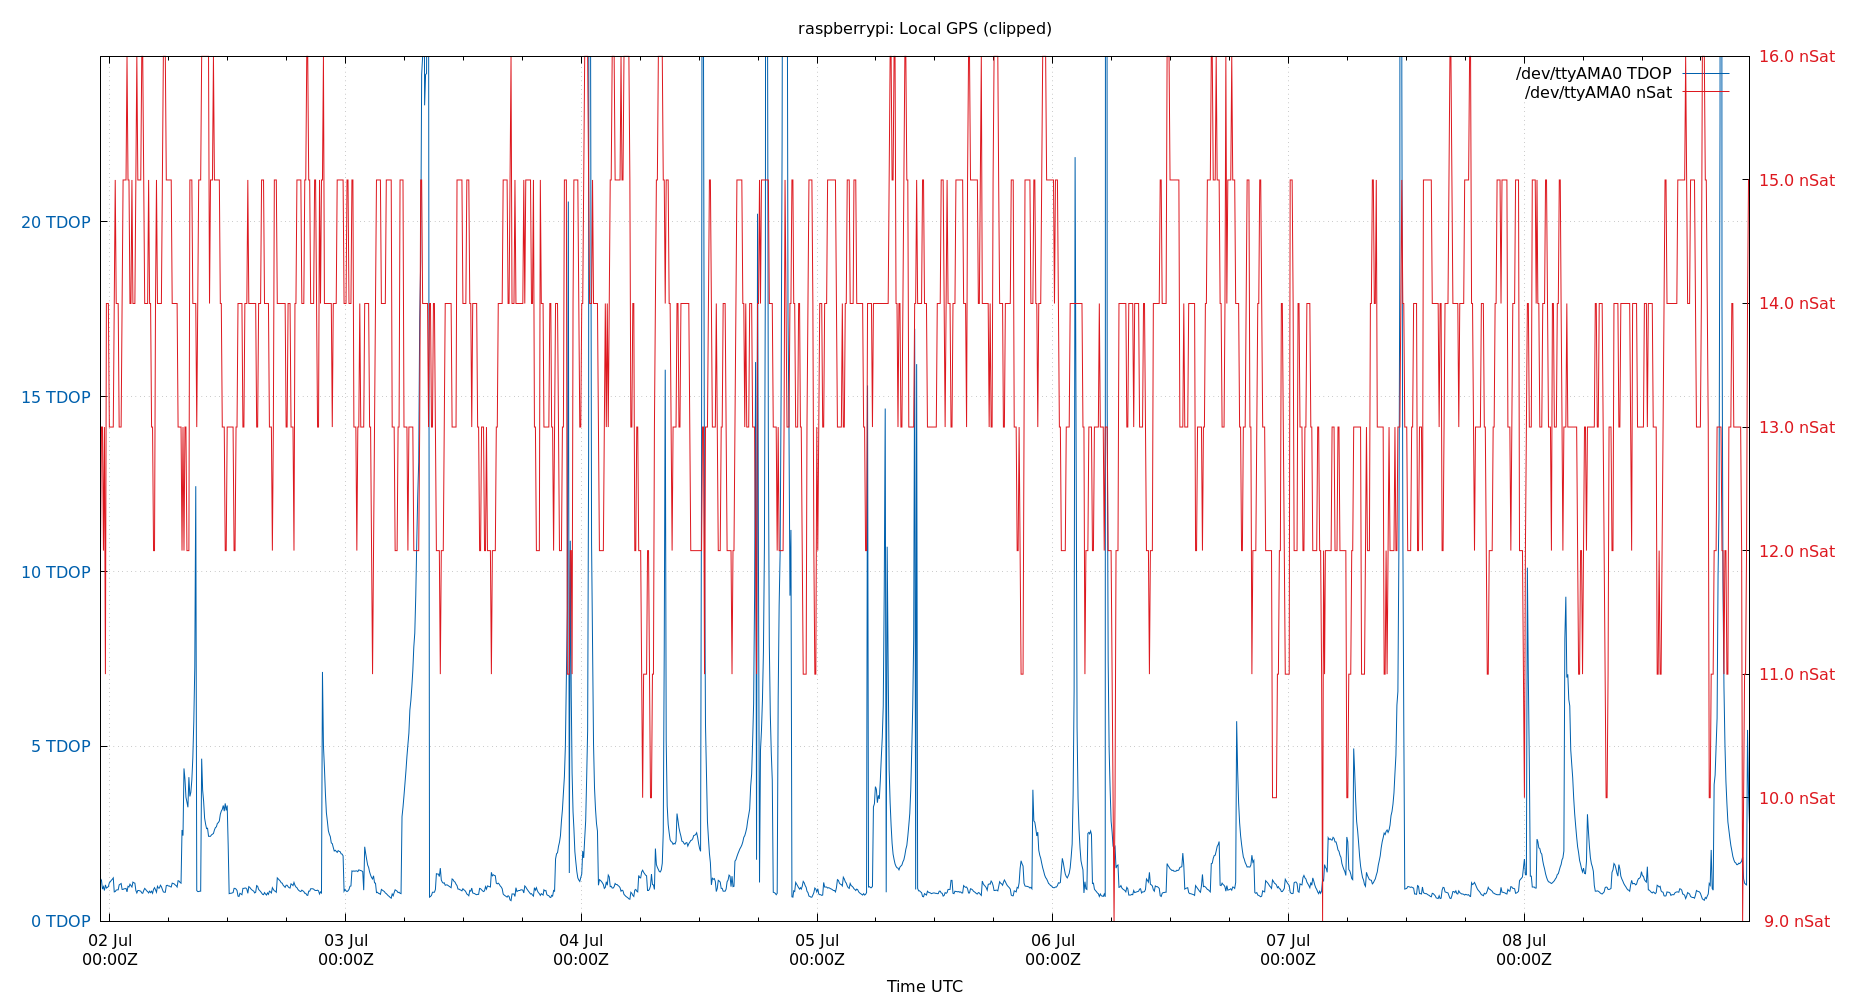 raspberrypi: Local GPS (clipped)
/dev/ttyAMA0 TDOP
/dev/ttyAMA0 nSat
20 TDOP
15 TDOP
10 TDOP
5 TDOP
0 TDOP
16.0 nSat
15.0 nSat
14.0 nSat
13.0 nSat
12.0 nSat
11.0 nSat
10.0 nSat
9.0 nSat
02 Jul 03 Jul 04 Jul 05 Jul 06 Jul 07 Jul 08 Jul
00:00Z 00:00Z 00:00Z 00:00Z 00:00Z 00:00Z 00:00Z
Time UTC